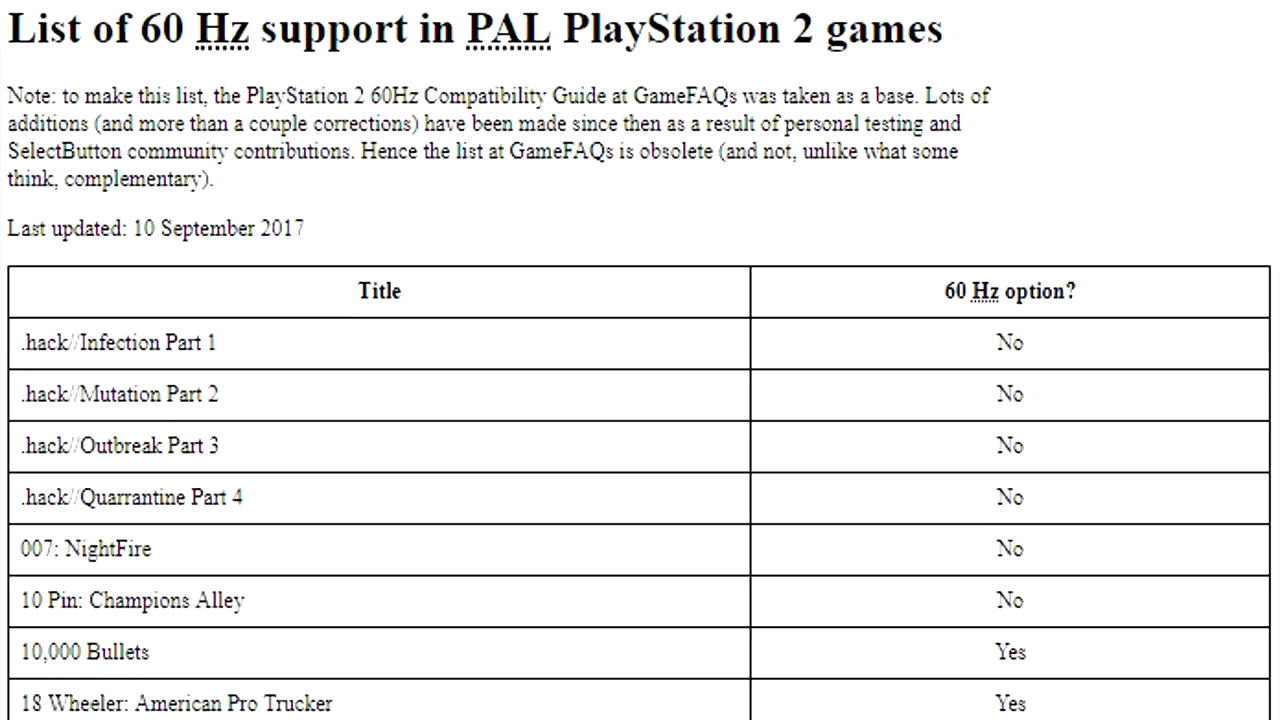 List of 60 Hz support in PAL PlayStation 2 games
Note: to make this list, the PlayStation 2 60Hz Compatibility Guide at GameFAQs was taken as a base. Lots of
additions (and more than a couple corrections) have been made since then as a result of personal testing and
SelectButton community contributions. Hence the list at GameFAQs is obsolete (and not, unlike what some
think, complementary).
Last updated: 10 September 2017
Title 60 Hz option?
.hack//Infection Part 1 No
.hack//Mutation Part 2 No
.hack//Outbreak Part 3 No
.hack//Quarrantine Part 4 No
007: NightFire No
10 Pin: Champions Alley No
10,000 Bullets Yes
18 Wheeler: American Pro Trucker Yes